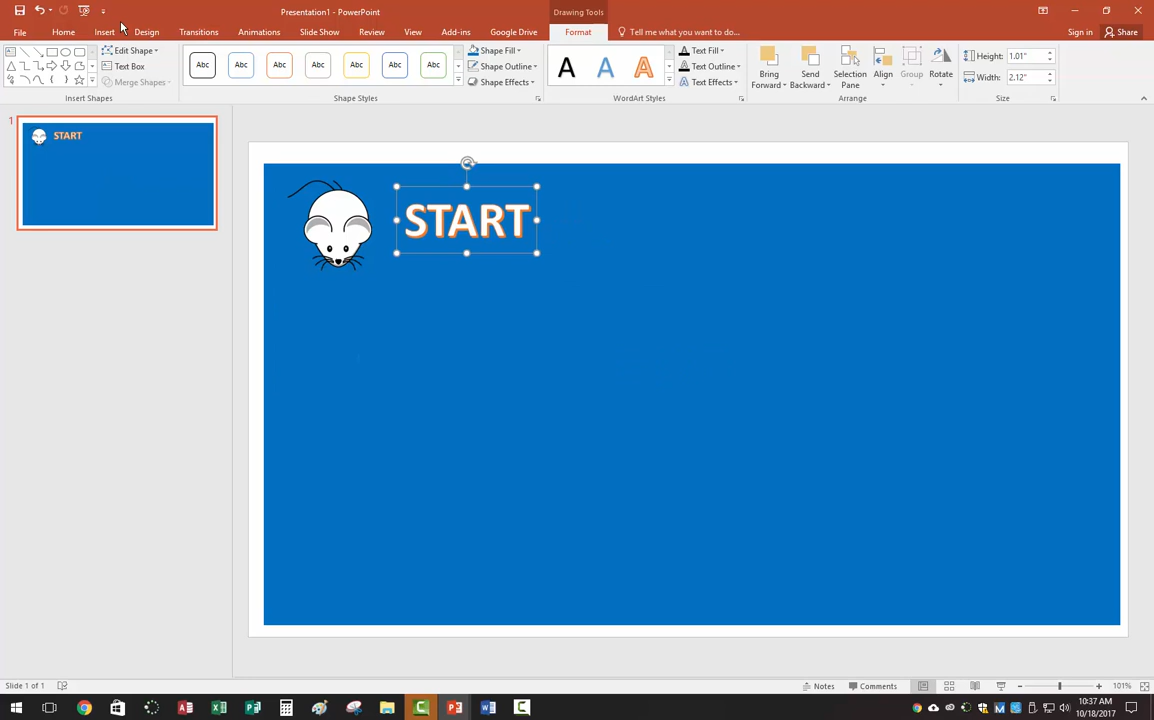 Presentation1 - PowerPoint
Drawing Tools
File Home Insert Design Transitions Animations Slide Show Review View Add-ins Google Drive Format Tell me what you want to do... Sign in Share
Edit Shape
Text Box
Merge Shapes
Insert Shapes
Abc Abc Abc Abc Abc Abc Abc
Shape Fill
Shape Outline
Shape Effects
Shape Styles
A A A
Text Fill
Text Outline
Text Effects
WordArt Styles
Bring Forward
Send Backward
Selection Pane
Align
Group
Rotate
Arrange
Height: 1.01"
Width: 2.12"
Size
1
START
START
Slide 1 of 1
Notes
Comments
101%
10:37 AM
10/18/2017